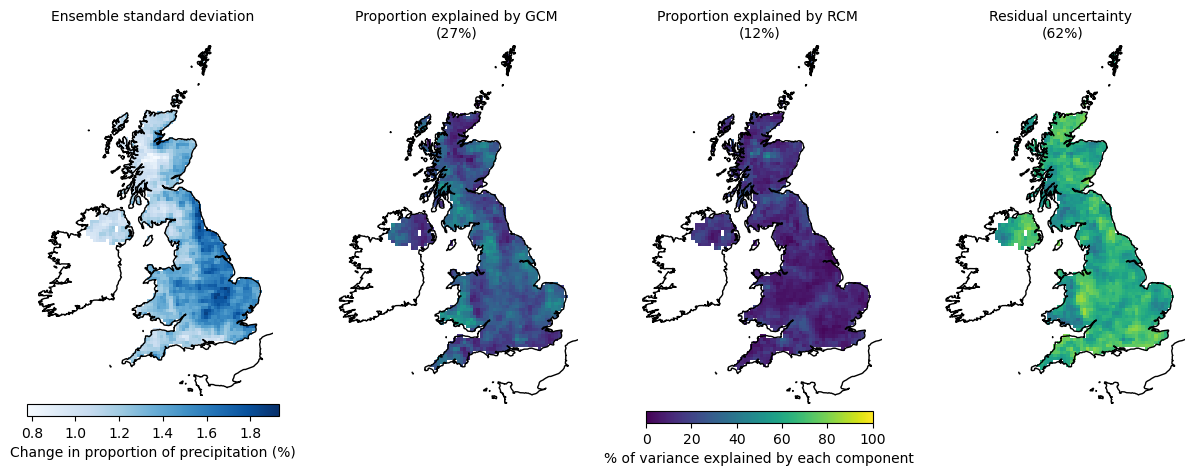 Ensemble standard deviation
Proportion explained by GCM
(27%)
Proportion explained by RCM
(12%)
Residual uncertainty
(62%)
0.8 1.0 1.2 1.4 1.6 1.8
Change in proportion of precipitation (%)
0 20 40 60 80 100
% of variance explained by each component